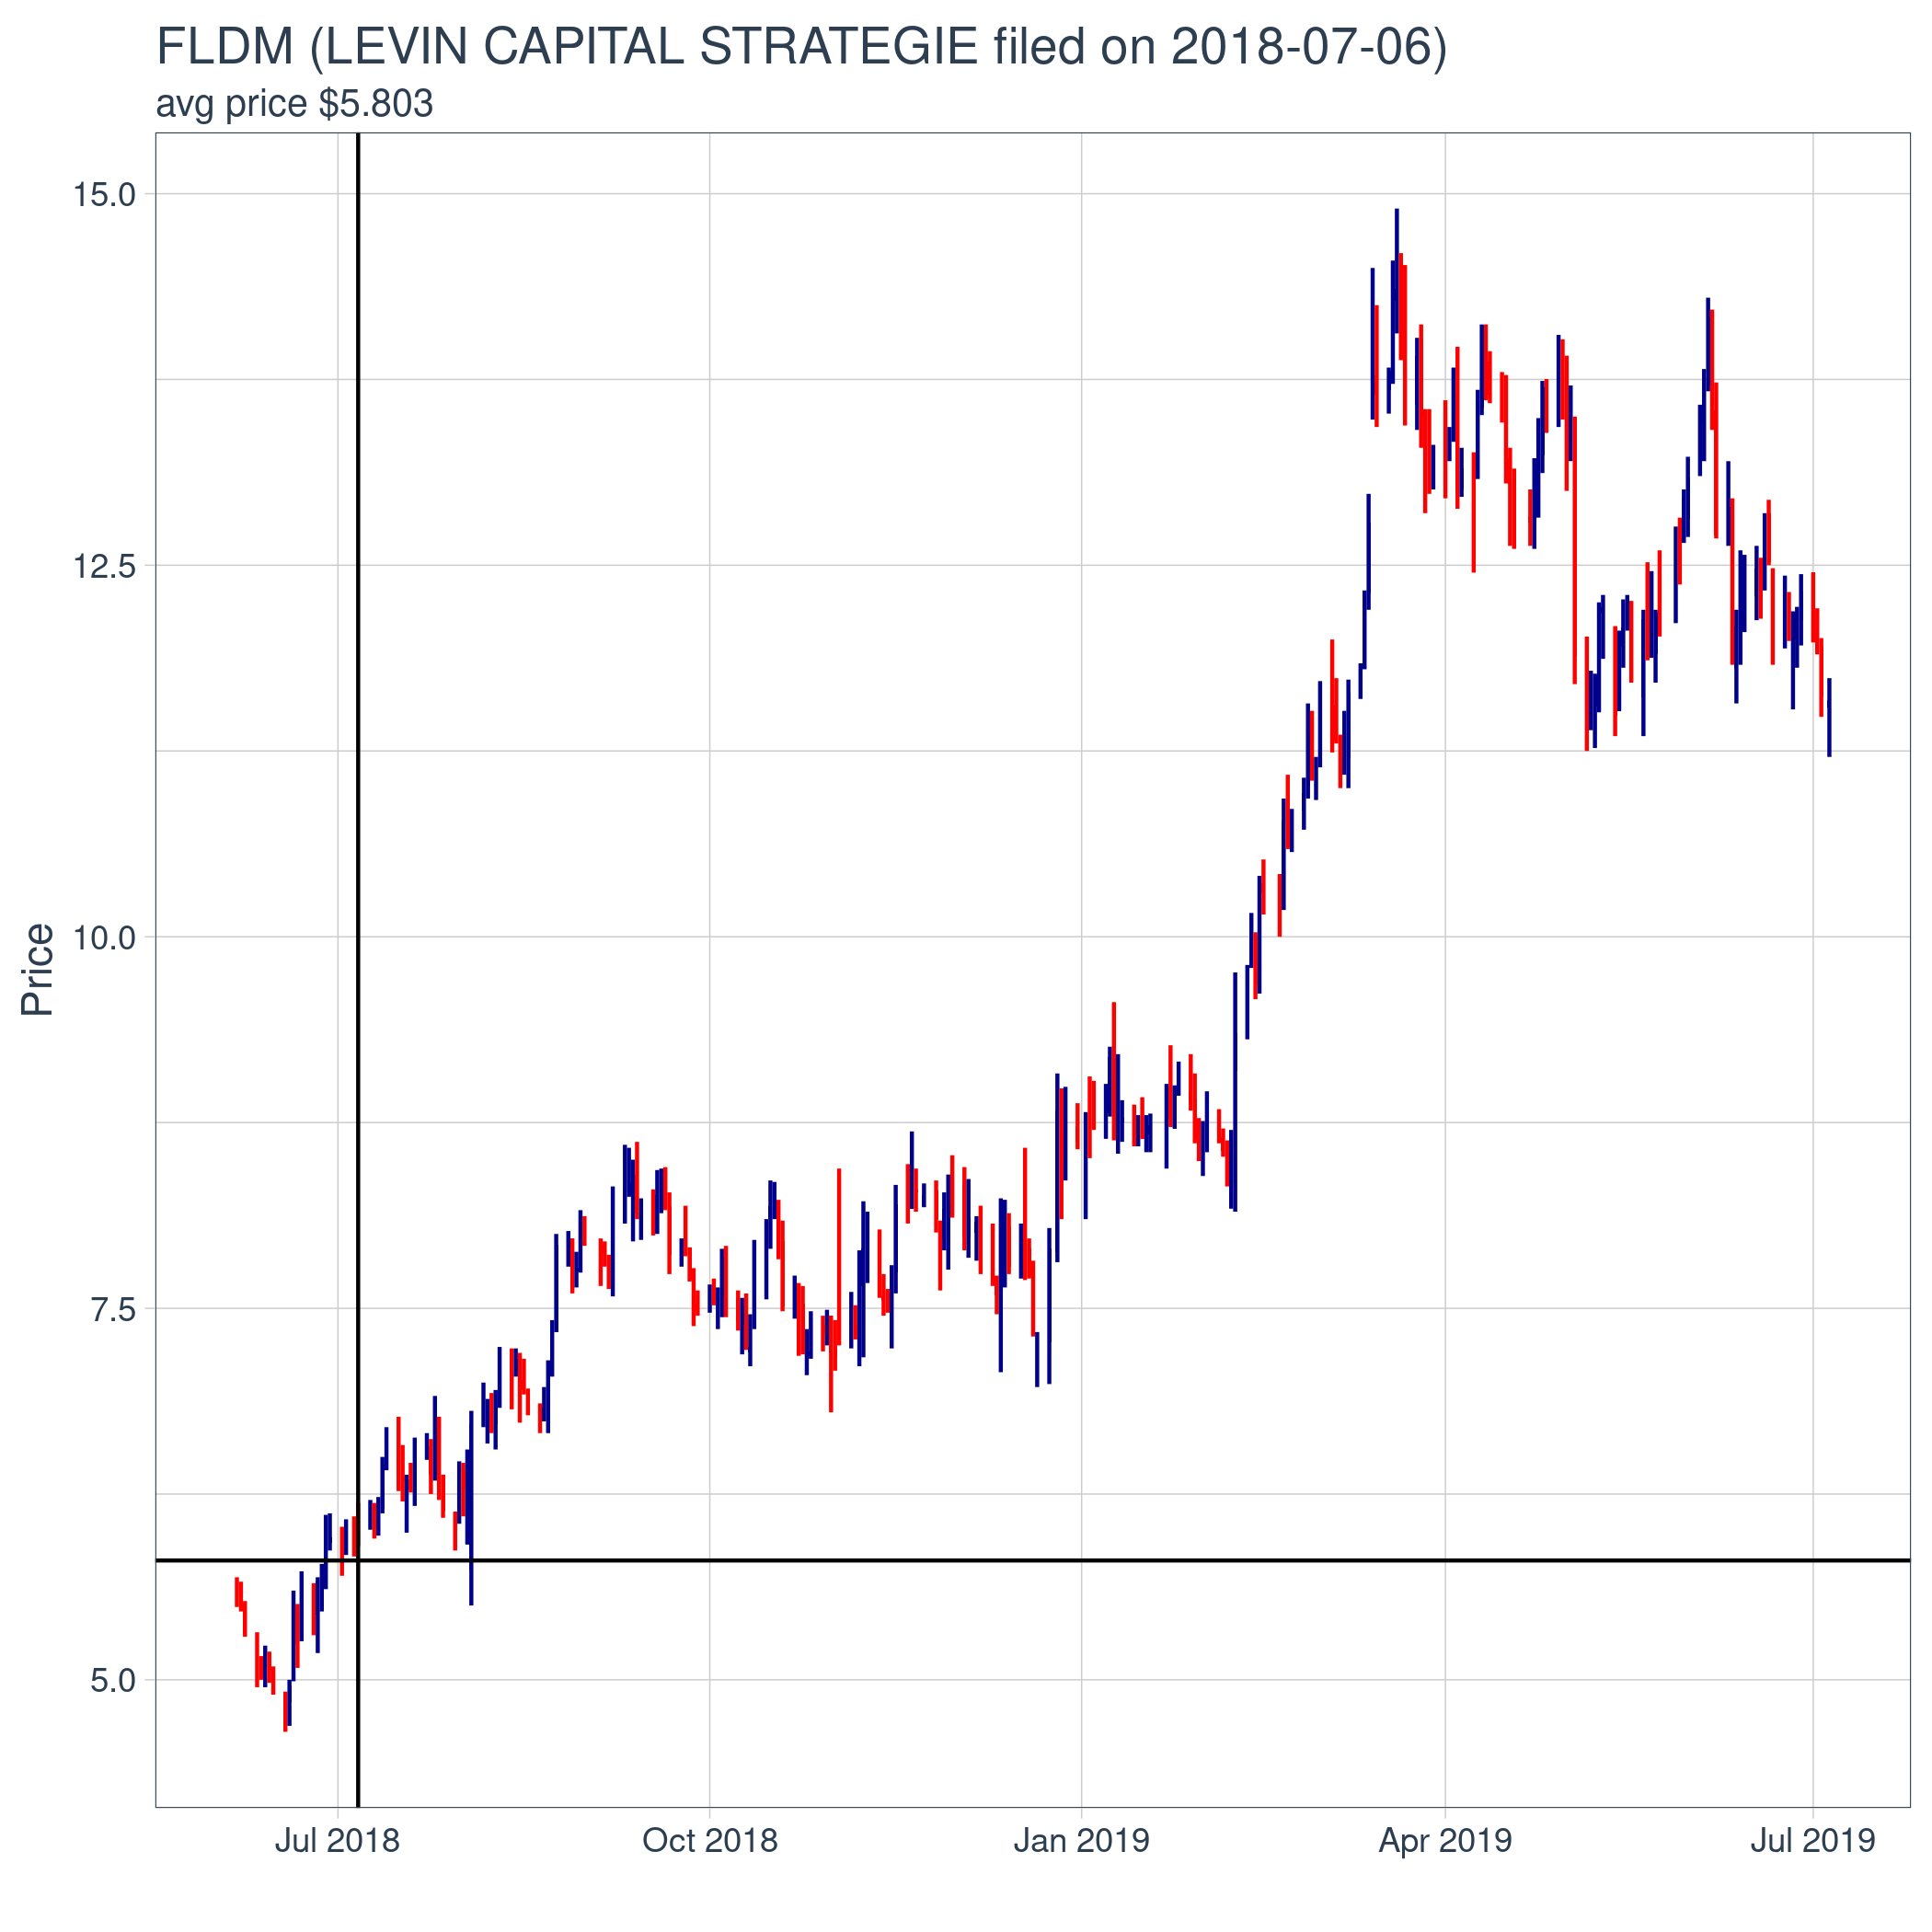 FLDM (LEVIN CAPITAL STRATEGIE filed on 2018-07-06)
avg price $5.803
15.0
12.5
10.0
7.5
5.0
Price
Jul 2018
Oct 2018
Jan 2019
Apr 2019
Jul 2019